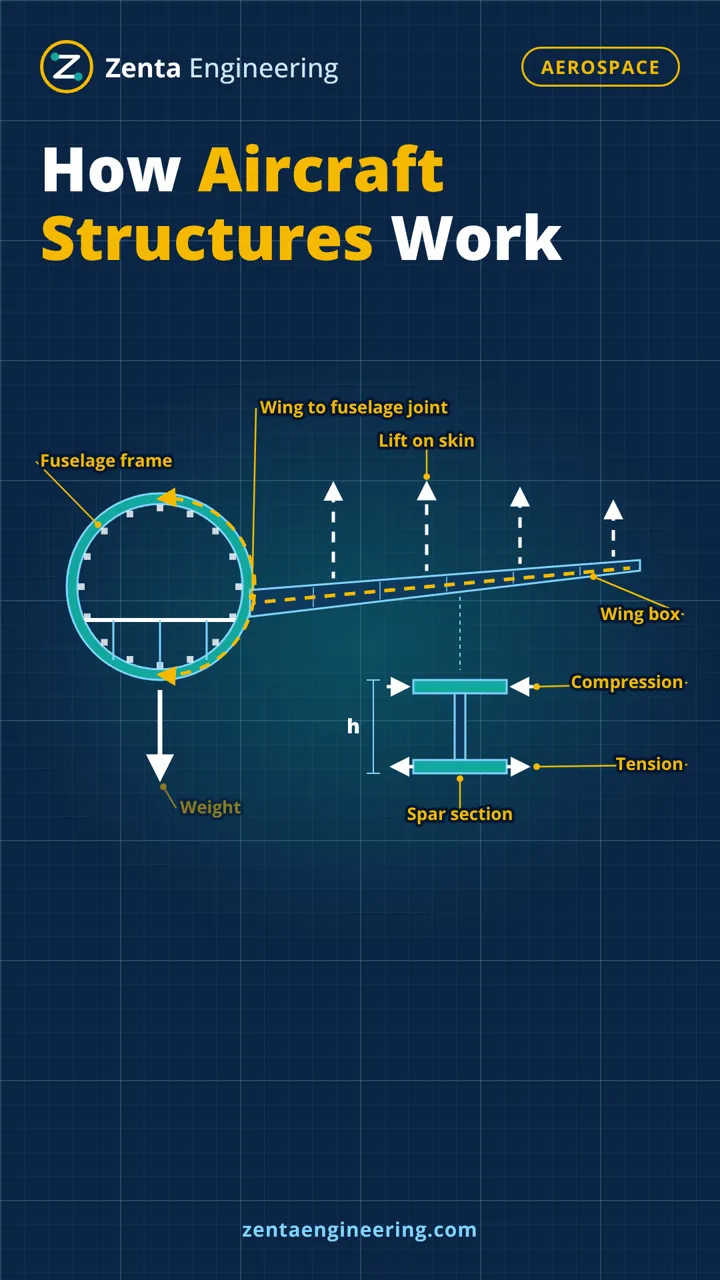 Zenta Engineering
AEROSPACE
How Aircraft
Structures Work
Wing to fuselage joint
Lift on skin
Fuselage frame
Wing box
Compression
h
Tension
Weight
Spar section
zentaengineering.com